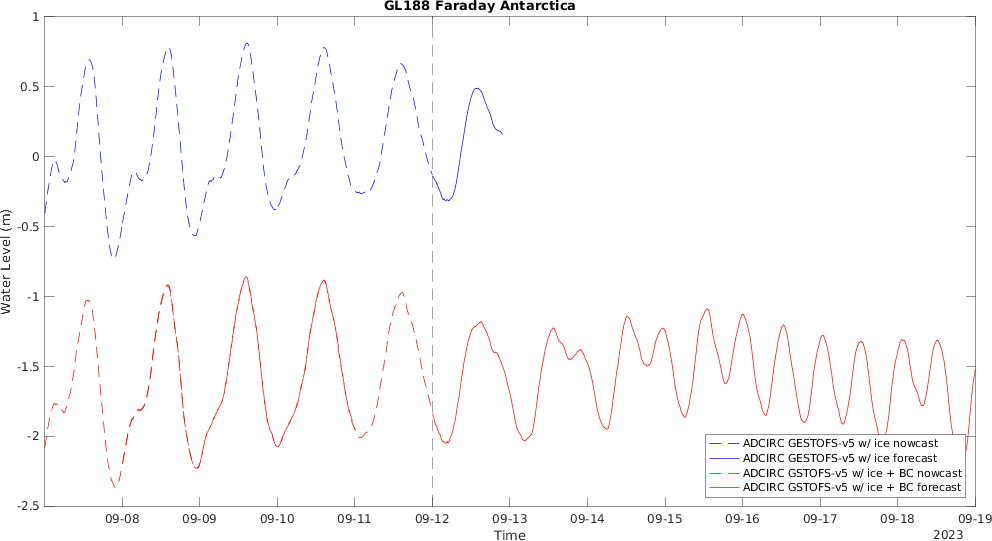 GL188 Faraday Antarctica
1
0.5
0
-0.5
-1
-1.5
-2
-2.5
Water Level (m)
ADCIRC GESTOFS-v5 w/ ice nowcast
ADCIRC GESTOFS-v5 w/ ice forecast
ADCIRC GSTOFS-v5 w/ ice + BC nowcast
ADCIRC GSTOFS-v5 w/ ice + BC forecast
09-08 09-09 09-10 09-11 09-12 09-13 09-14 09-15 09-16 09-17 09-18 09-19
Time
2023